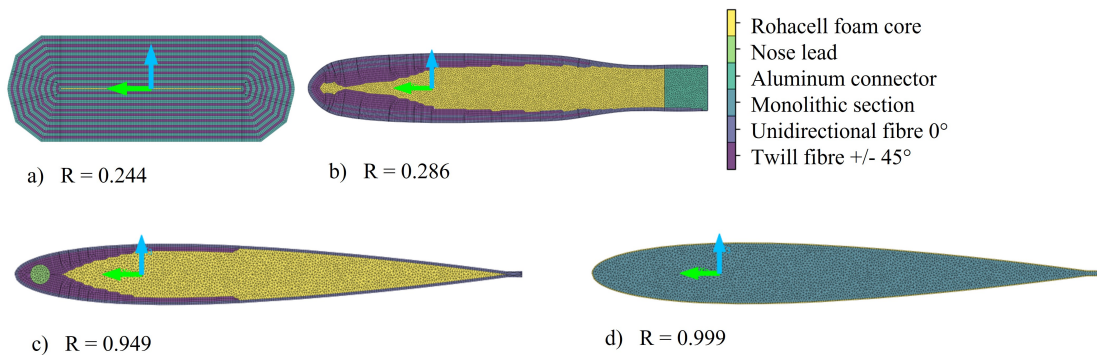 Rohacell foam core
Nose lead
Aluminum connector
Monolithic section
Unidirectional fibre 0°
Twill fibre +/- 45°
a) R = 0.244
b) R = 0.286
c) R = 0.949
d) R = 0.999